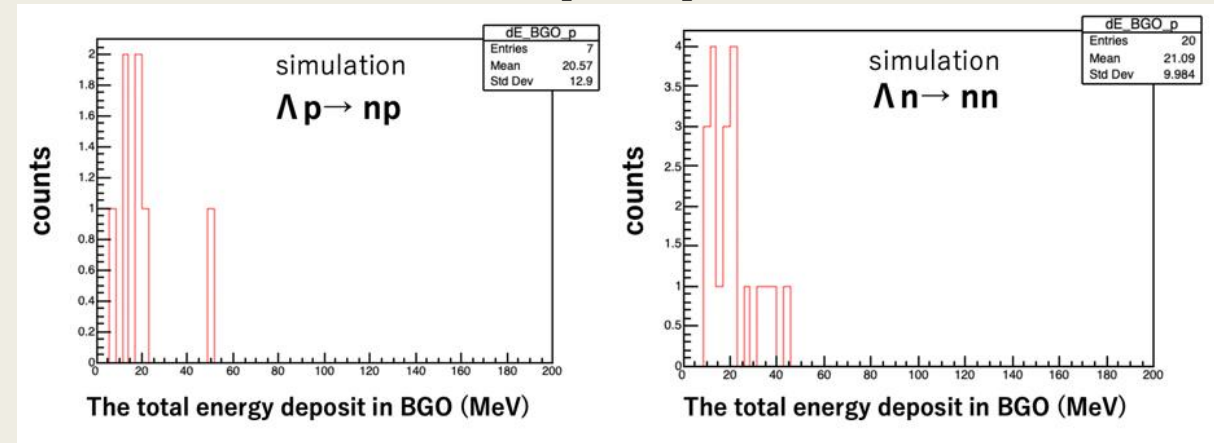 dE_BGO_p
Entries 7
Mean 20.57
Std Dev 12.9
simulation
Λp→ np
counts
2
1.8
1.6
1.4
1.2
1
0.8
0.6
0.4
0.2
0
0 20 40 60 80 100 120 140 160 180 200
The total energy deposit in BGO (MeV)
dE_BGO_p
Entries 20
Mean 21.09
Std Dev 9.984
simulation
Λn→ nn
counts
4
3.5
3
2.5
2
1.5
1
0.5
0
0 20 40 60 80 100 120 140 160 180 200
The total energy deposit in BGO (MeV)